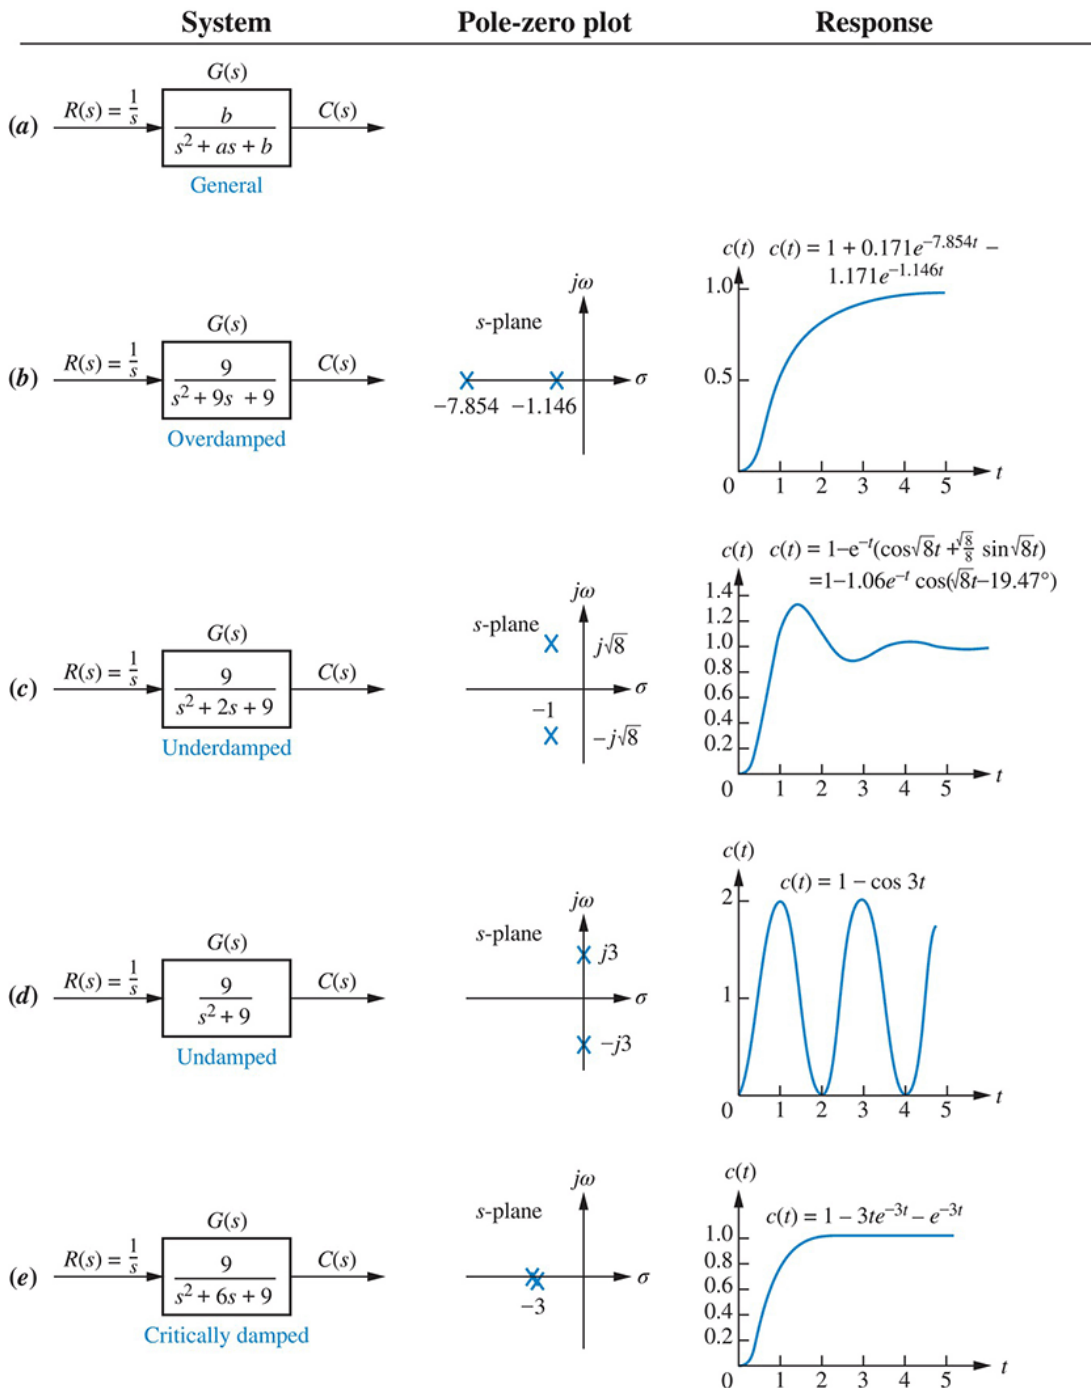 System Pole-zero plot Response
(a)
G(s)
R(s) = 1/s
b
s² + as + b
C(s)
General
(b)
G(s)
R(s) = 1/s
9
s² + 9s + 9
C(s)
Overdamped
jω
s-plane
σ
−7.854 −1.146
c(t) c(t) = 1 + 0.171e^−7.854t −
1.171e^−1.146t
1.0
0.5
0 1 2 3 4 5 t
(c)
G(s)
R(s) = 1/s
9
s² + 2s + 9
C(s)
Underdamped
jω
s-plane
j√8
σ
−1
−j√8
c(t) c(t) = 1−e^−t(cos√8t + √8/8 sin√8t)
=1−1.06e^−t cos(√8t−19.47°)
1.4
1.2
1.0
0.8
0.6
0.4
0.2
0 1 2 3 4 5 t
(d)
G(s)
R(s) = 1/s
9
s² + 9
C(s)
Undamped
jω
s-plane
j3
σ
−j3
c(t)
c(t) = 1 − cos 3t
2
1
0 1 2 3 4 5 t
(e)
G(s)
R(s) = 1/s
9
s² + 6s + 9
C(s)
Critically damped
jω
s-plane
σ
−3
c(t)
c(t) = 1 − 3te^−3t − e^−3t
1.0
0.8
0.6
0.4
0.2
0 1 2 3 4 5 t